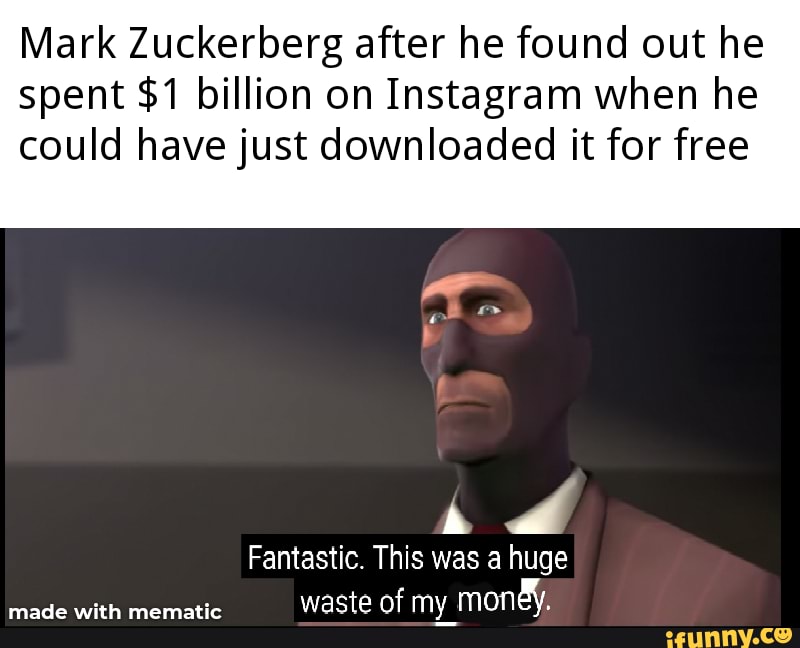 Mark Zuckerberg after he found out he
spent $1 billion on Instagram when he
could have just downloaded it for free
Fantastic. This was a huge
waste of my money.
made with mematic
ifunny.co